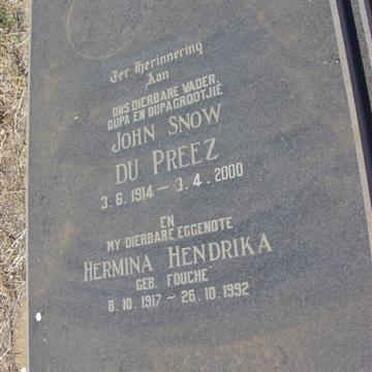 Ter Herinnering
Aan
ONS DIERBARE VADER,
OUPA EN OUPAGROOTJIE
JOHN SNOW
DU PREEZ
3.6.1914 – 3.4.2000
EN
MY DIERBARE EGGENOTE
HERMINA HENDRIKA
GEB. FOUCHE
8.10.1917 – 26.10.1992